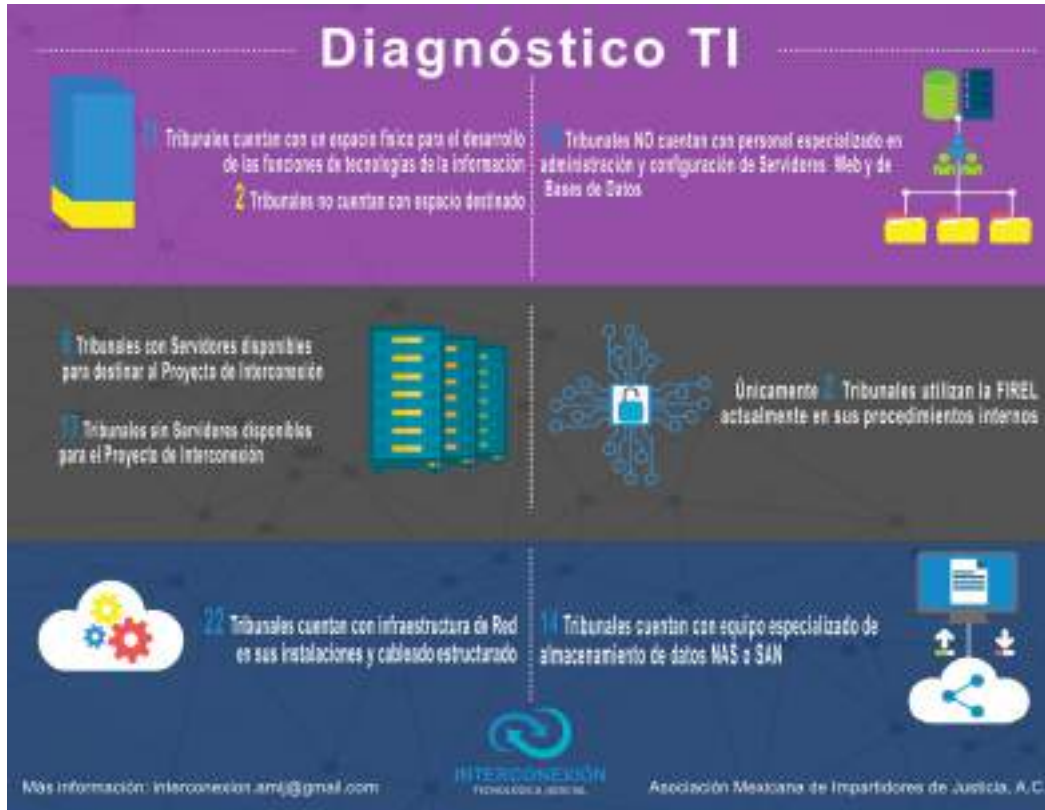 Diagnóstico TI
Tribunales cuentan con un espacio físico para el desarrollo
de las funciones de tecnologías de la información
2 Tribunales no cuentan con espacio destinado
Tribunales NO cuentan con personal especializado en
administración y configuración de Servidores Web y de
Bases de Datos
Tribunales con Servidores disponibles
para destinar al Proyecto de Interconexión
Tribunales sin Servidores disponibles
para el Proyecto de Interconexión
Únicamente 2 Tribunales utilizan la FIREL
actualmente en sus procedimientos internos
22 Tribunales cuentan con infraestructura de Red
en sus instalaciones y cableado estructurado
14 Tribunales cuentan con equipo especializado de
almacenamiento de datos NAS o SAN
INTERCONEXIÓN
TECNOLÓGICA JUDICIAL
Más información: interconexion.amij@gmail.com
Asociación Mexicana de Impartidores de Justicia, A.C.